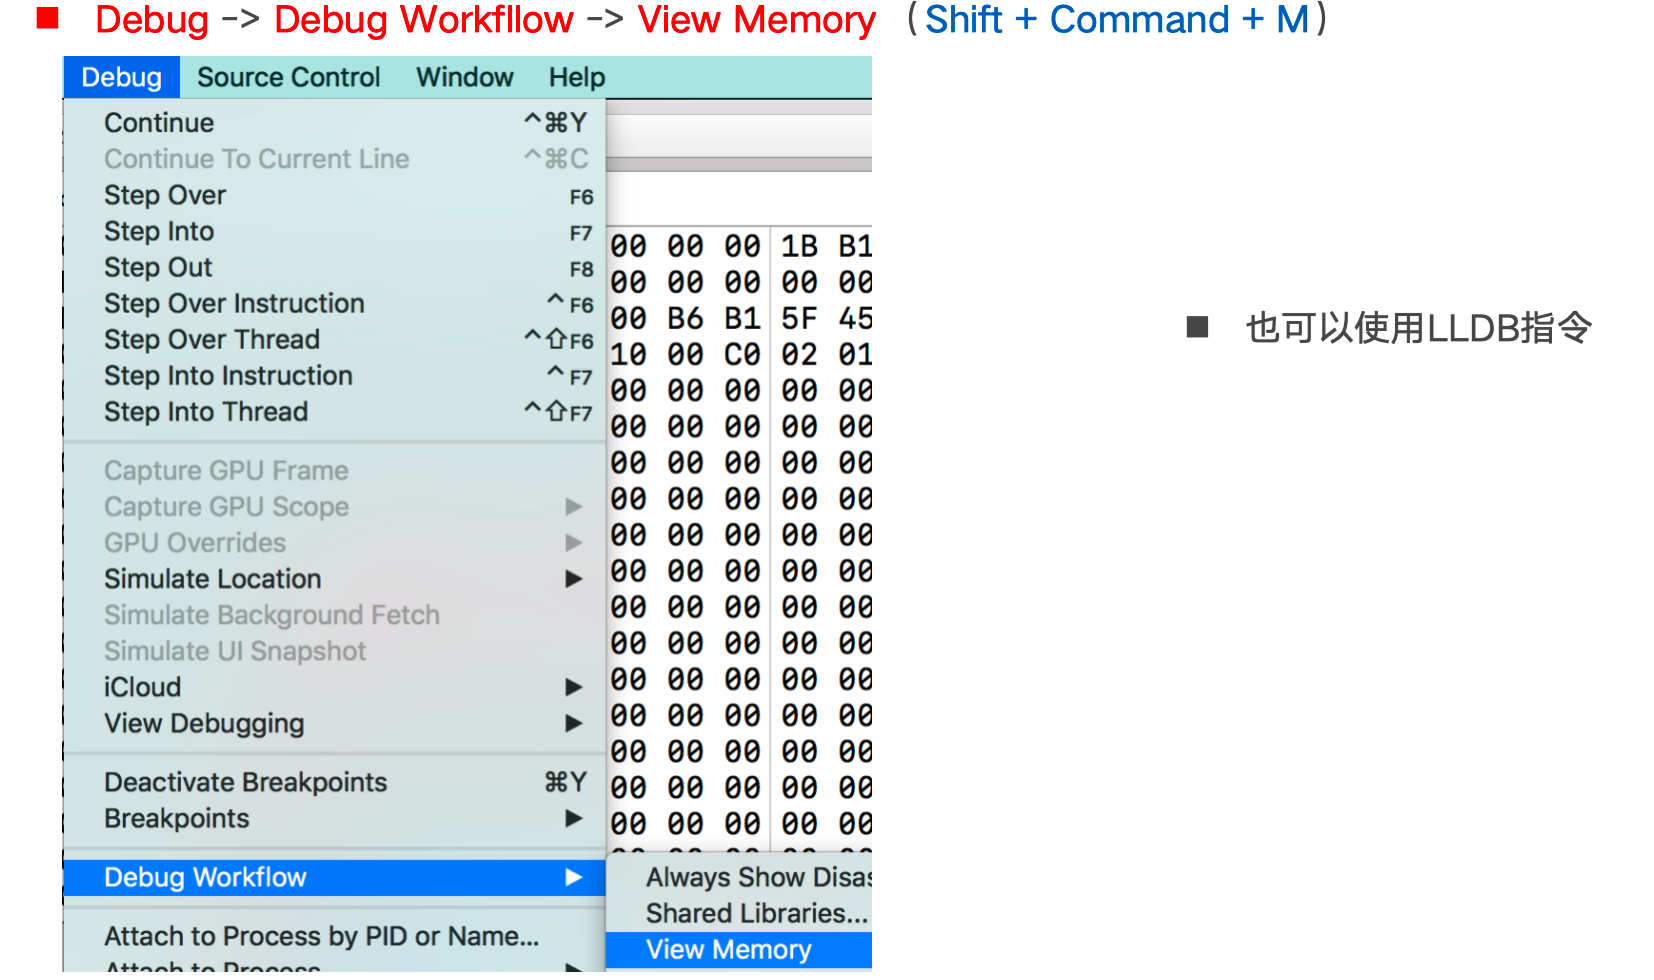 ■ Debug -> Debug Workfllow -> View Memory （Shift + Command + M）
Debug Source Control Window Help
Continue ^⌘Y
Continue To Current Line ^⌘C
Step Over F6
Step Into F7
Step Out F8
Step Over Instruction ^F6
Step Over Thread ^⇧F6
Step Into Instruction ^F7
Step Into Thread ^⇧F7
Capture GPU Frame
Capture GPU Scope ▶
GPU Overrides ▶
Simulate Location ▶
Simulate Background Fetch
Simulate UI Snapshot
iCloud ▶
View Debugging ▶
Deactivate Breakpoints ⌘Y
Breakpoints ▶
Debug Workflow ▶
Attach to Process by PID or Name...
Attach to Process ▶
00 00 00 1B B1
00 00 00 00 00
00 B6 B1 5F 45
10 00 C0 02 01
00 00 00 00 00
00 00 00 00 00
00 00 00 00 00
00 00 00 00 00
00 00 00 00 00
00 00 00 00 00
00 00 00 00 00
00 00 00 00 00
00 00 00 00 00
00 00 00 00 00
00 00 00 00 00
00 00 00 00 00
00 00 00 00 00
Always Show Disas
Shared Libraries...
View Memory
■ 也可以使用LLDB指令